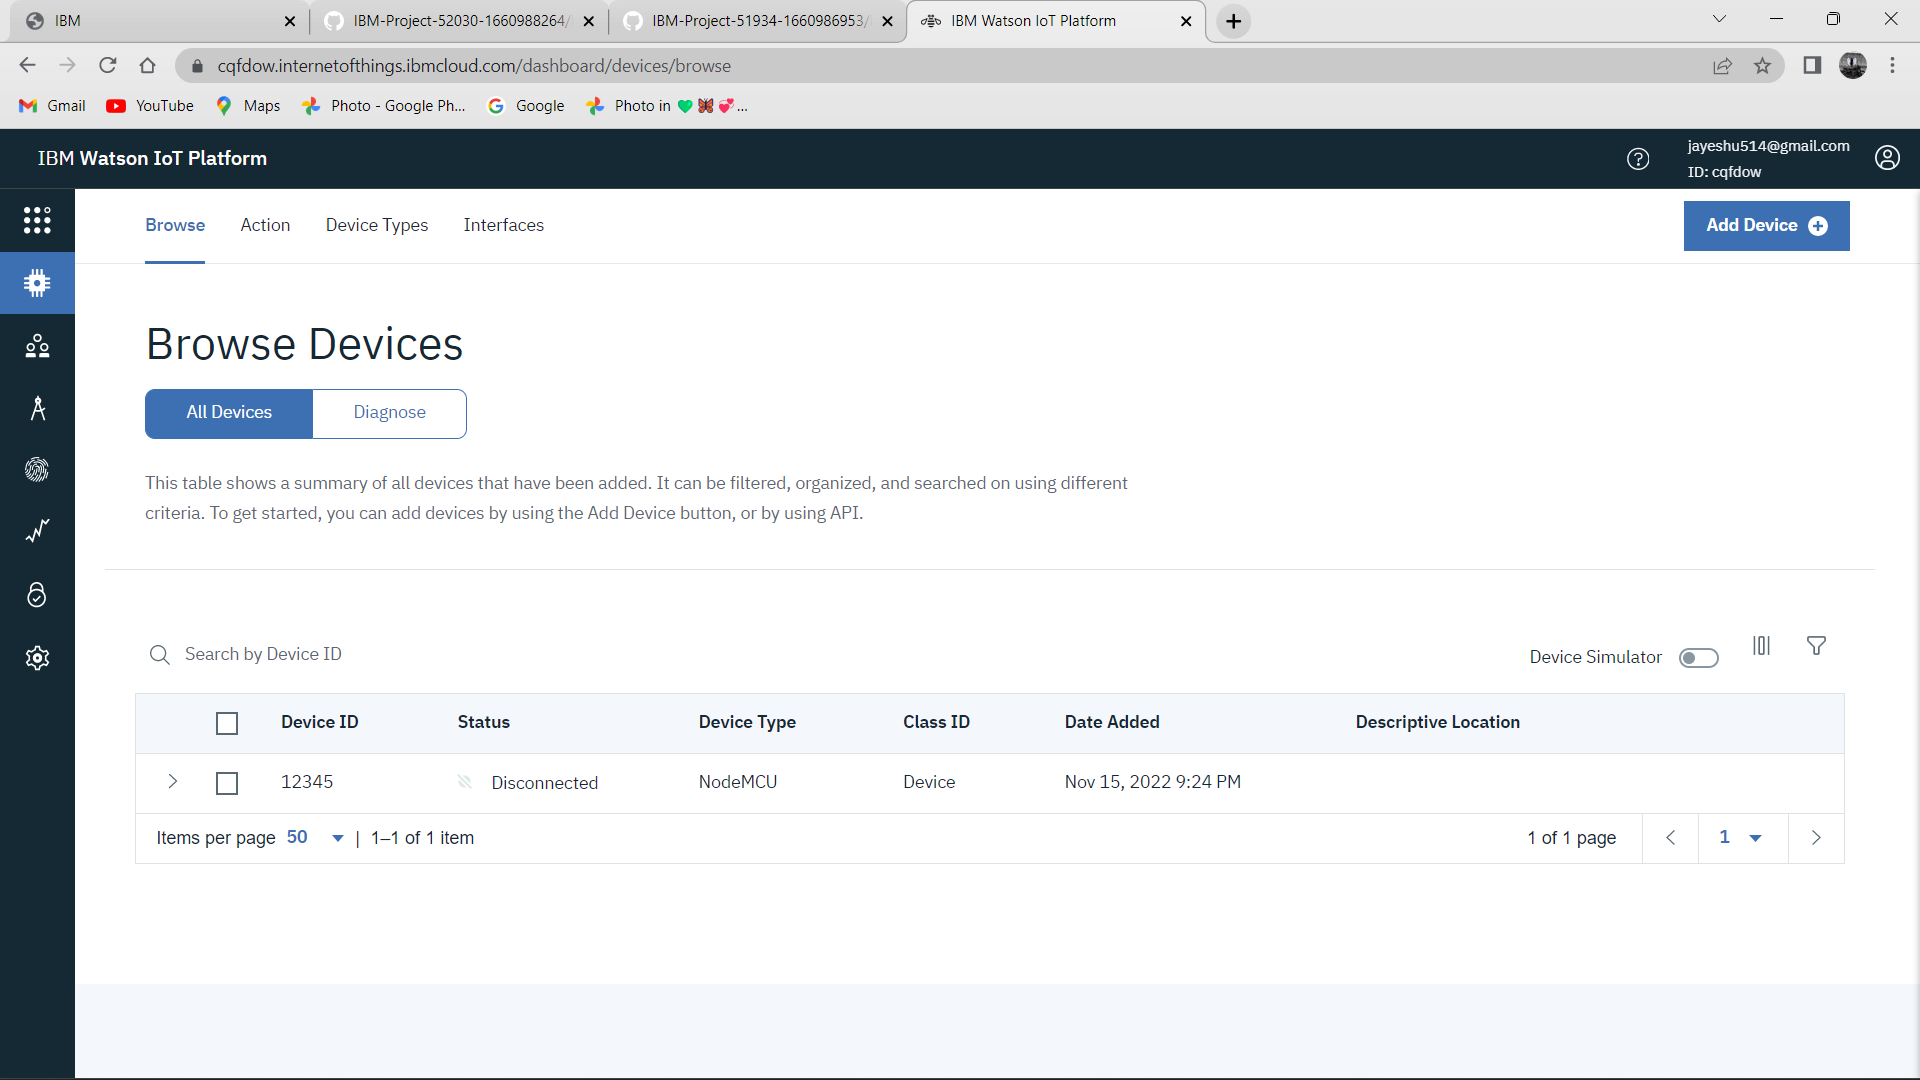 IBM
IBM-Project-52030-1660988264/
IBM-Project-51934-1660986953/
IBM Watson IoT Platform
cqfdow.internetofthings.ibmcloud.com/dashboard/devices/browse
Gmail
YouTube
Maps
Photo - Google Ph...
Google
Photo in 💚🦋💞...
IBM Watson IoT Platform
jayeshu514@gmail.com
ID: cqfdow
Browse
Action
Device Types
Interfaces
Add Device
Browse Devices
All Devices
Diagnose
This table shows a summary of all devices that have been added. It can be filtered, organized, and searched on using different
criteria. To get started, you can add devices by using the Add Device button, or by using API.
Search by Device ID
Device Simulator
Device ID Status Device Type Class ID Date Added Descriptive Location
12345 Disconnected NodeMCU Device Nov 15, 2022 9:24 PM
Items per page 50 | 1–1 of 1 item
1 of 1 page
1